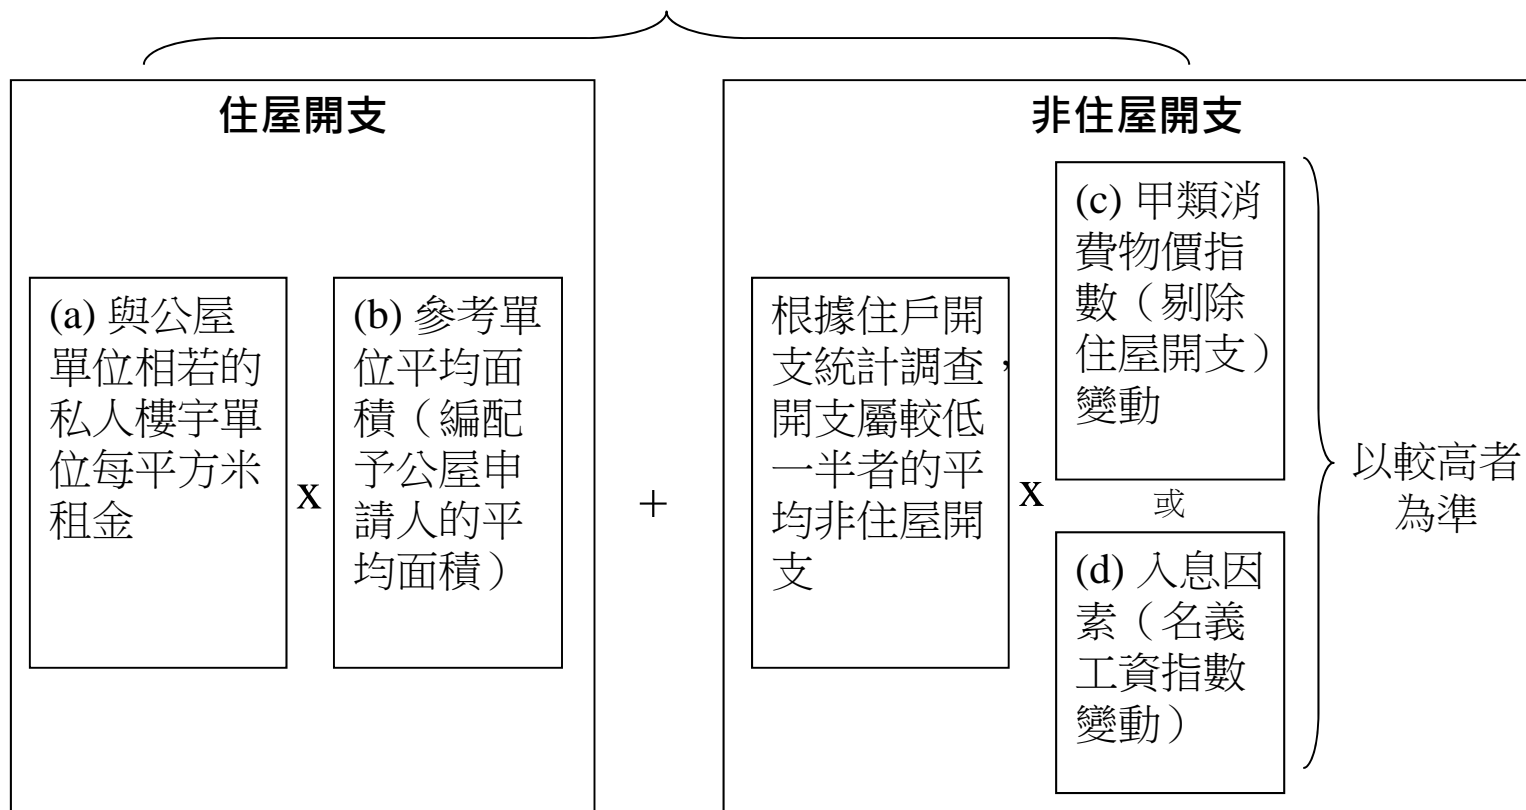 住屋開支
(a) 與公屋
單位相若的
私人樓宇單
位每平方米
租金
x
(b) 參考單
位平均面
積（編配
予公屋申
請人的平
均面積）
+
非住屋開支
根據住戶開
支統計調查，
開支屬較低
一半者的平
均非住屋開
支
x
(c) 甲類消
費物價指
數（剔除
住屋開支）
變動
或
(d) 入息因
素（名義
工資指數
變動）
以較高者
為準